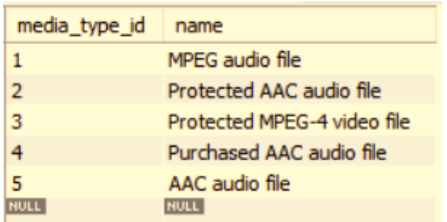 media_type_id name
1 MPEG audio file
2 Protected AAC audio file
3 Protected MPEG-4 video file
4 Purchased AAC audio file
5 AAC audio file
NULL NULL